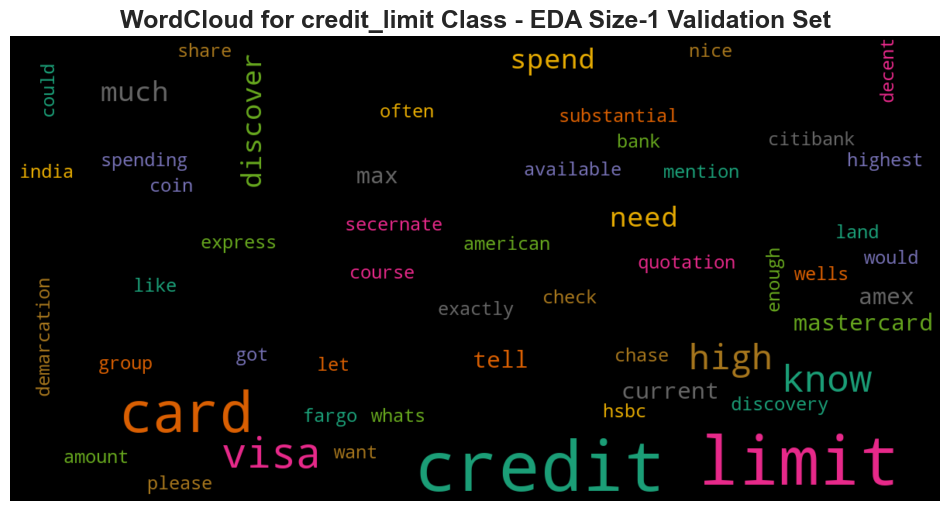 WordCloud for credit_limit Class - EDA Size-1 Validation Set
share
nice
could
discover
spend
decent
much
often
substantial
bank
citibank
india
spending
coin
max
available
mention
highest
secernate
need
express
american
land
course
quotation
would
like
enough
wells
demarcation
exactly
check
amex
mastercard
group
got
let
tell
chase
high
know
current
card
fargo
whats
hsbc
discovery
amount
visa
want
credit
limit
please